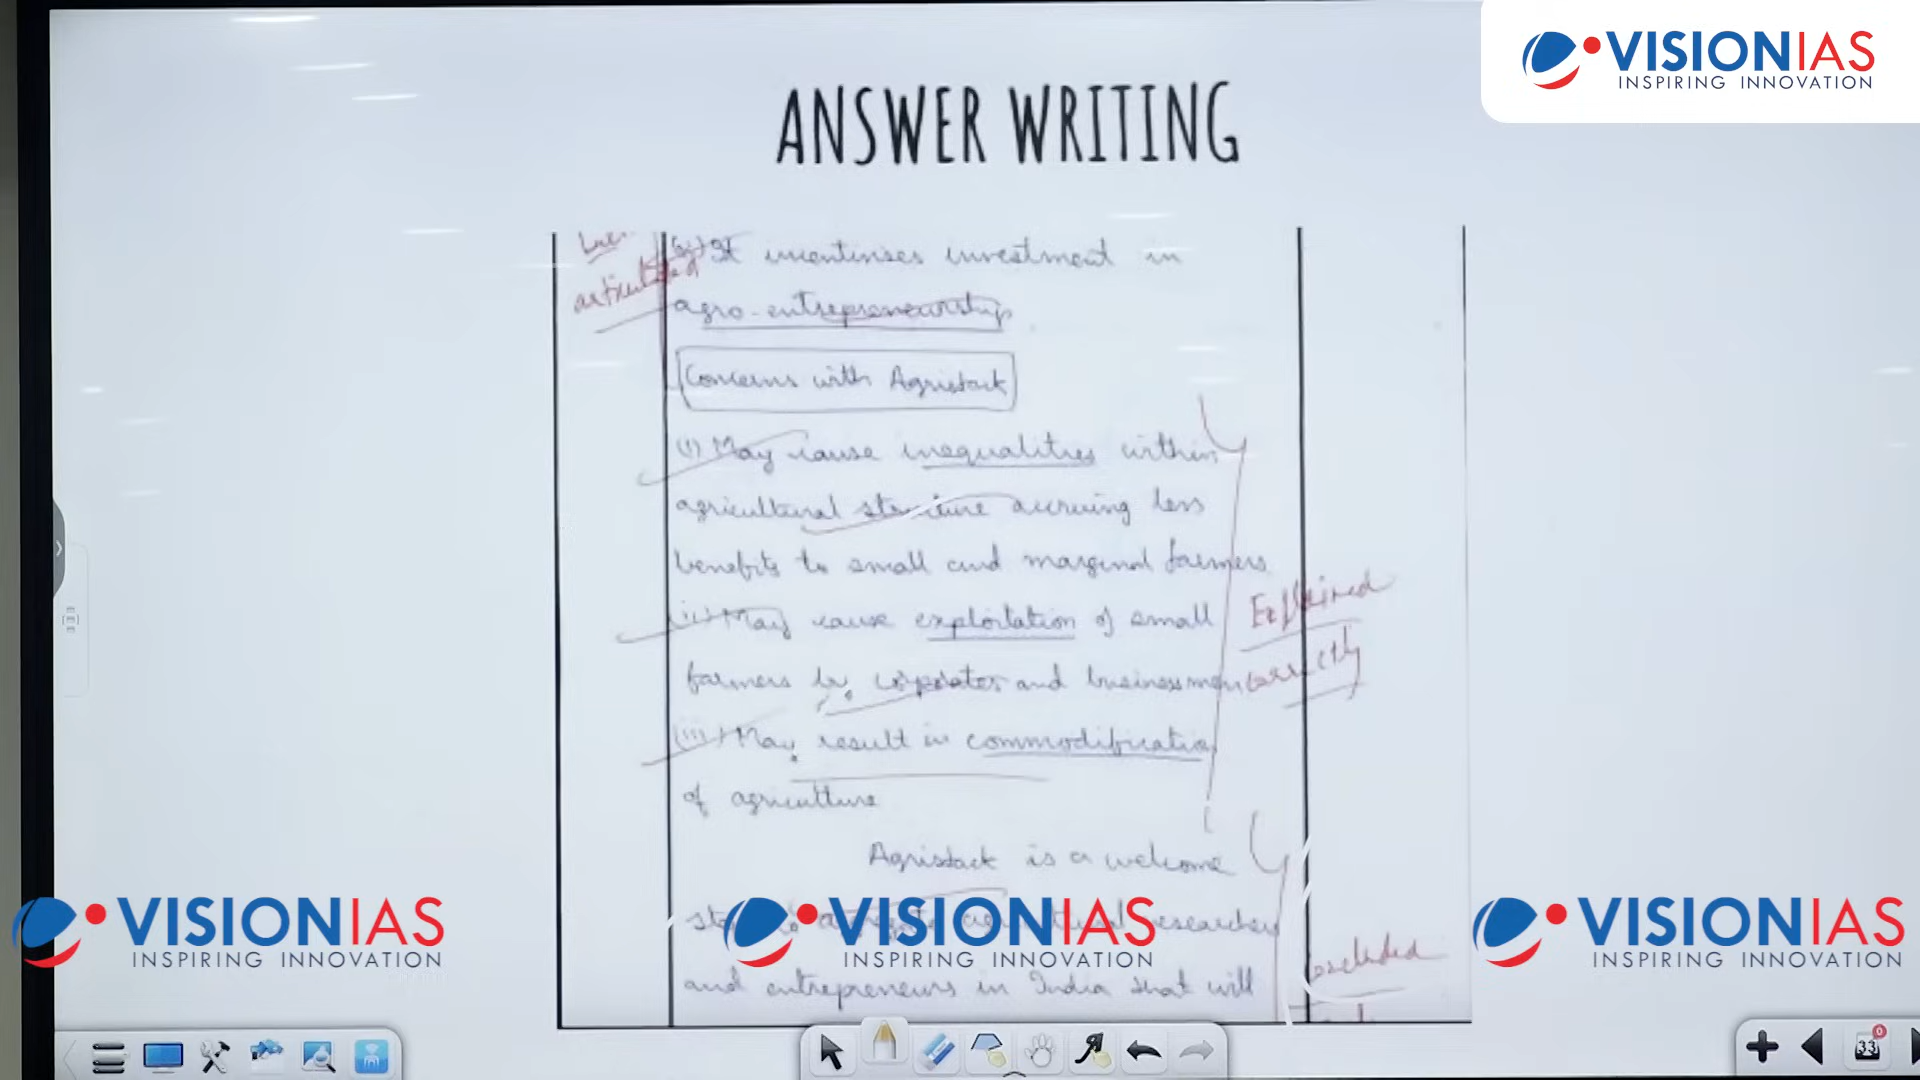 VISIONIAS
INSPIRING INNOVATION
ANSWER WRITING
It incentinses investment in
agro-entrepreneurship
Concerns with Agristack
(i) May cause inequalities within
agricultural structure accruing less
benefits to small and marginal farmers
(ii) May cause exploitation of small
farmers by corporates and businessmen
(iii) May result in commodification
of agriculture
Explained
correctly
Agristack is a welcome
and entrepreneurs in India that will
VISIONIAS
INSPIRING INNOVATION
VISIONIAS
INSPIRING INNOVATION
VISIONIAS
INSPIRING INNOVATION
33